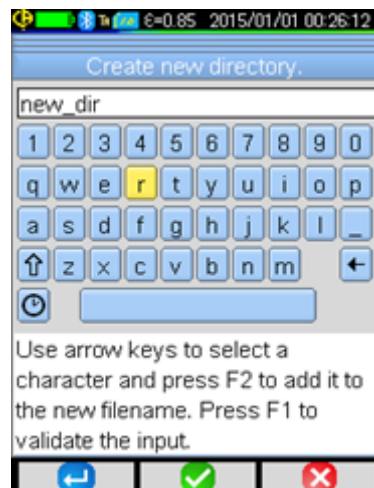 ε=0.85 2015/01/01 00:26:12
Create new directory.
new_dir
1 2 3 4 5 6 7 8 9 0
q w e r t y u i o p
a s d f g h j k l _
z x c v b n m
Use arrow keys to select a
character and press F2 to add it to
the new filename. Press F1 to
validate the input.